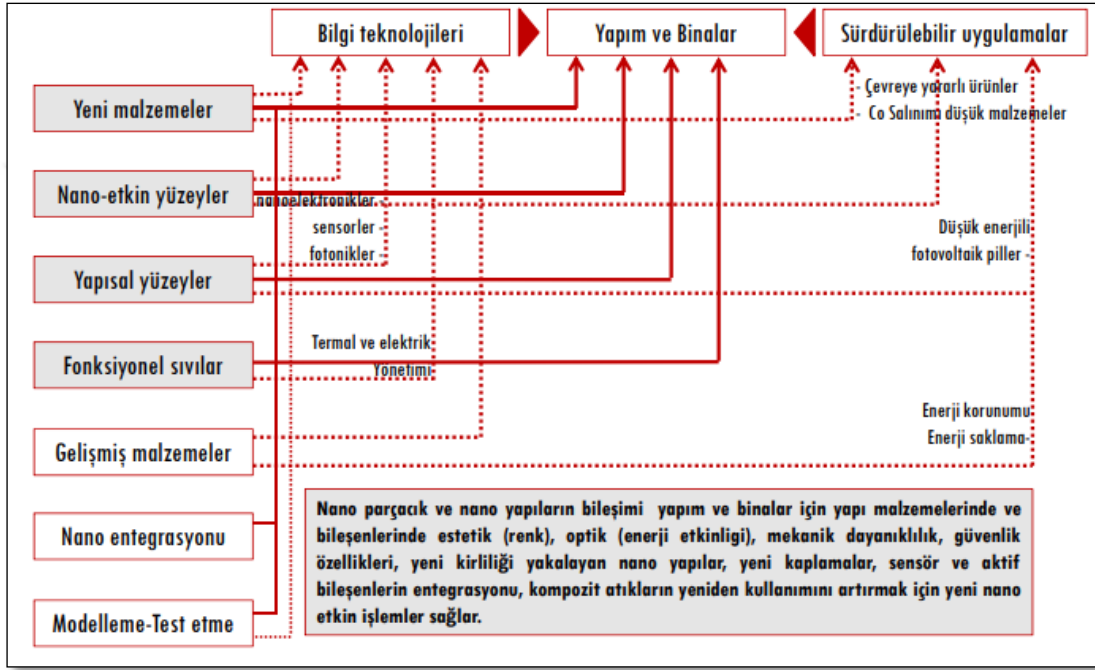 Bilgi teknolojileri
Yapım ve Binalar
Sürdürülebilir uygulamalar
Yeni malzemeler
- Çevreye yararlı ürünler
- Co Salınımı düşük malzemeler
Nano-etkin yüzeyler
nanoelektronikler -
sensorler -
fotonikler -
Düşük enerjili
fotovoltaik piller -
Yapısal yüzeyler
Termal ve elektrik
Yönetimi
Fonksiyonel sıvılar
Enerji korunumu
Enerji saklama-
Gelişmiş malzemeler
Nano entegrasyonu
Modelleme-Test etme
Nano parçacık ve nano yapıların bileşimi yapım ve binalar için yapı malzemelerinde ve
bileşenlerinde estetik (renk), optik (enerji etkinligi), mekanik dayanıklılık, güvenlik
özellikleri, yeni kirliliği yakalayan nano yapılar, yeni kaplamalar, sensör ve aktif
bileşenlerin entegrasyonu, kompozit atıkların yeniden kullanımını artırmak için yeni nano
etkin işlemler sağlar.